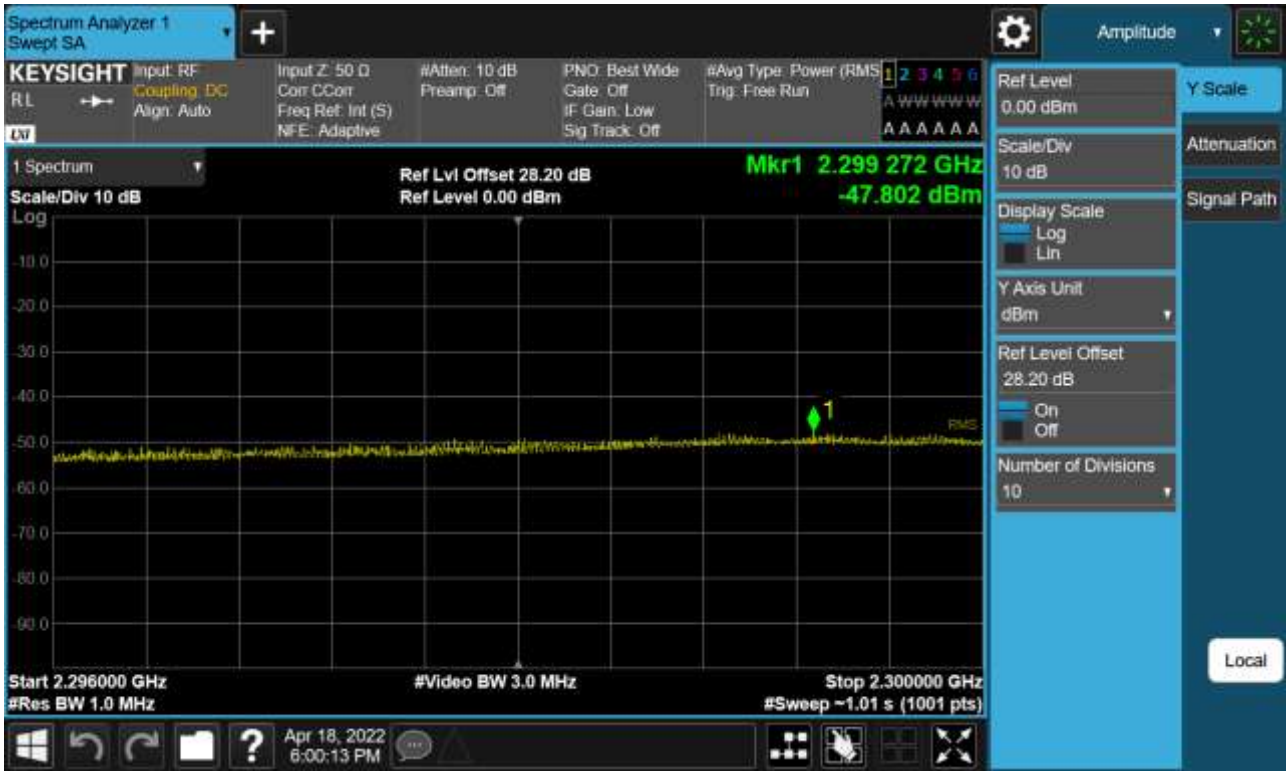 Spectrum Analyzer 1
Swept SA
+
Amplitude
KEYSIGHT
RL
LXI
Input: RF
Coupling: DC
Align: Auto
Input Z: 50 Ω
Corr CCorr
Freq Ref: Int (S)
NFE: Adaptive
#Atten: 10 dB
Preamp: Off
PNO: Best Wide
Gate: Off
IF Gain: Low
Sig Track: Off
#Avg Type: Power (RMS
Trig: Free Run
1 2 3 4 5 6
A W W W W W
A A A A A A
1 Spectrum
Scale/Div 10 dB
Ref Lvl Offset 28.20 dB
Ref Level 0.00 dBm
Mkr1 2.299 272 GHz
-47.802 dBm
Log
-10.0
-20.0
-30.0
-40.0
-50.0
-60.0
-70.0
-80.0
-90.0
1
RMS
Start 2.296000 GHz
#Res BW 1.0 MHz
#Video BW 3.0 MHz
Stop 2.300000 GHz
#Sweep ~1.01 s (1001 pts)
?
Apr 18, 2022
6:00:13 PM
Ref Level
0.00 dBm
Scale/Div
10 dB
Display Scale
Log
Lin
Y Axis Unit
dBm
Ref Level Offset
28.20 dB
On
Off
Number of Divisions
10
Y Scale
Attenuation
Signal Path
Local